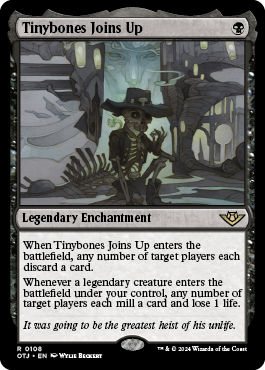 Tinybones Joins Up
Legendary Enchantment
When Tinybones Joins Up enters the
battlefield, any number of target players each
discard a card.
Whenever a legendary creature enters the
battlefield under your control, any number of
target players each mill a card and lose 1 life.
It was going to be the greatest heist of his unlife.
R 0108
OTJ • EN Wylie Beckert
™ & © 2024 Wizards of the Coast